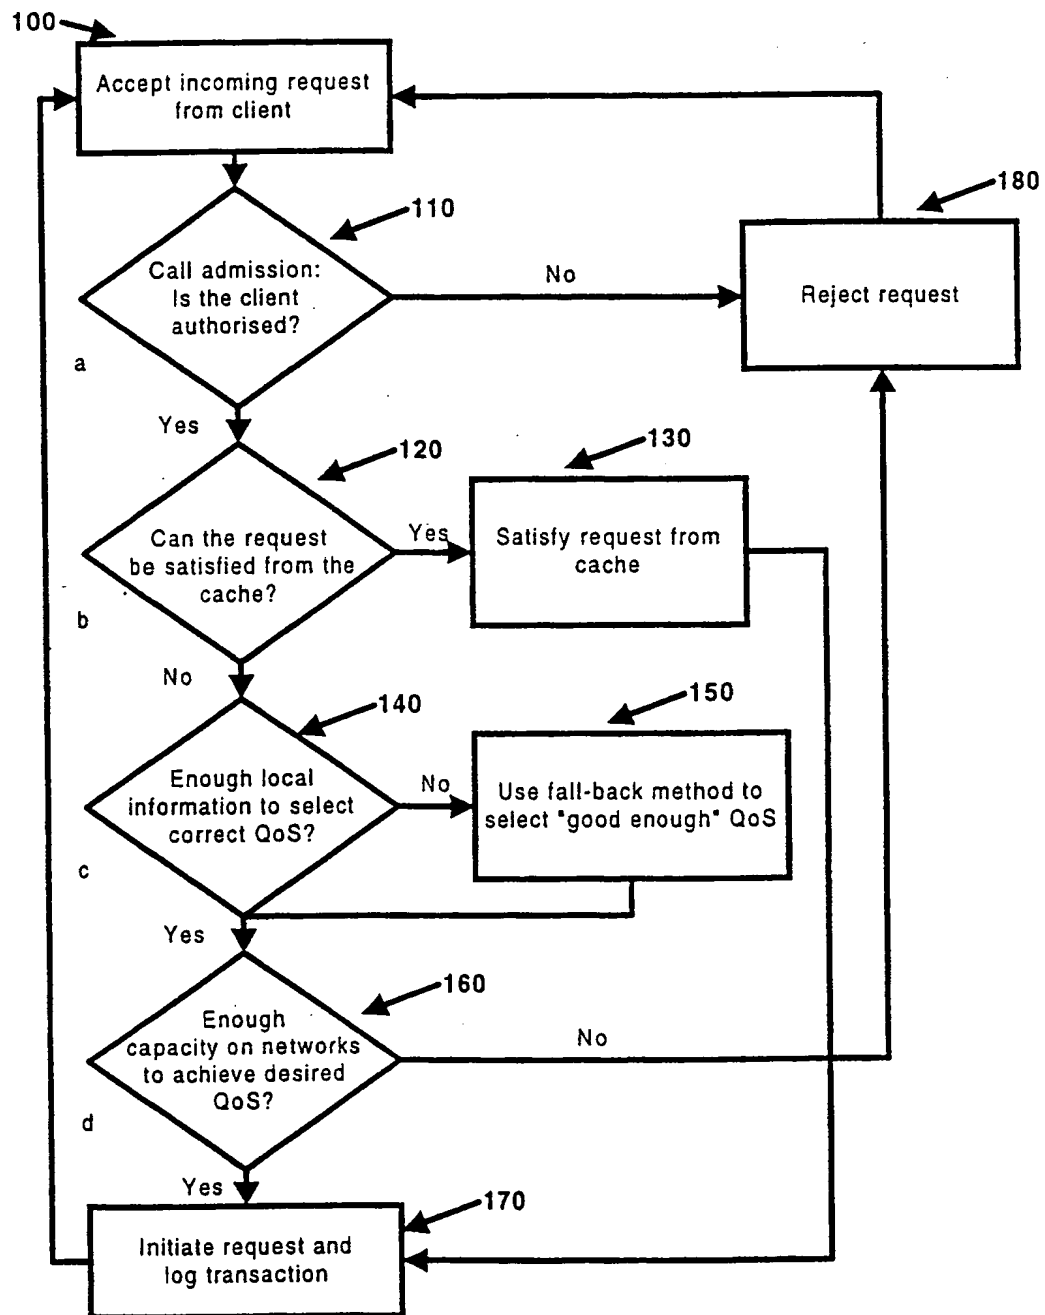 100
Accept incoming request
from client
110
180
Call admission:
Is the client
authorised?
No
Reject request
a
Yes
120
130
Can the request
be satisfied from the
cache?
Yes
Satisfy request from
cache
b
No
140
150
Enough local
information to select
correct QoS?
No
Use fall-back method to
select "good enough" QoS
c
Yes
160
Enough
capacity on networks
to achieve desired
QoS?
No
d
Yes
170
Initiate request and
log transaction